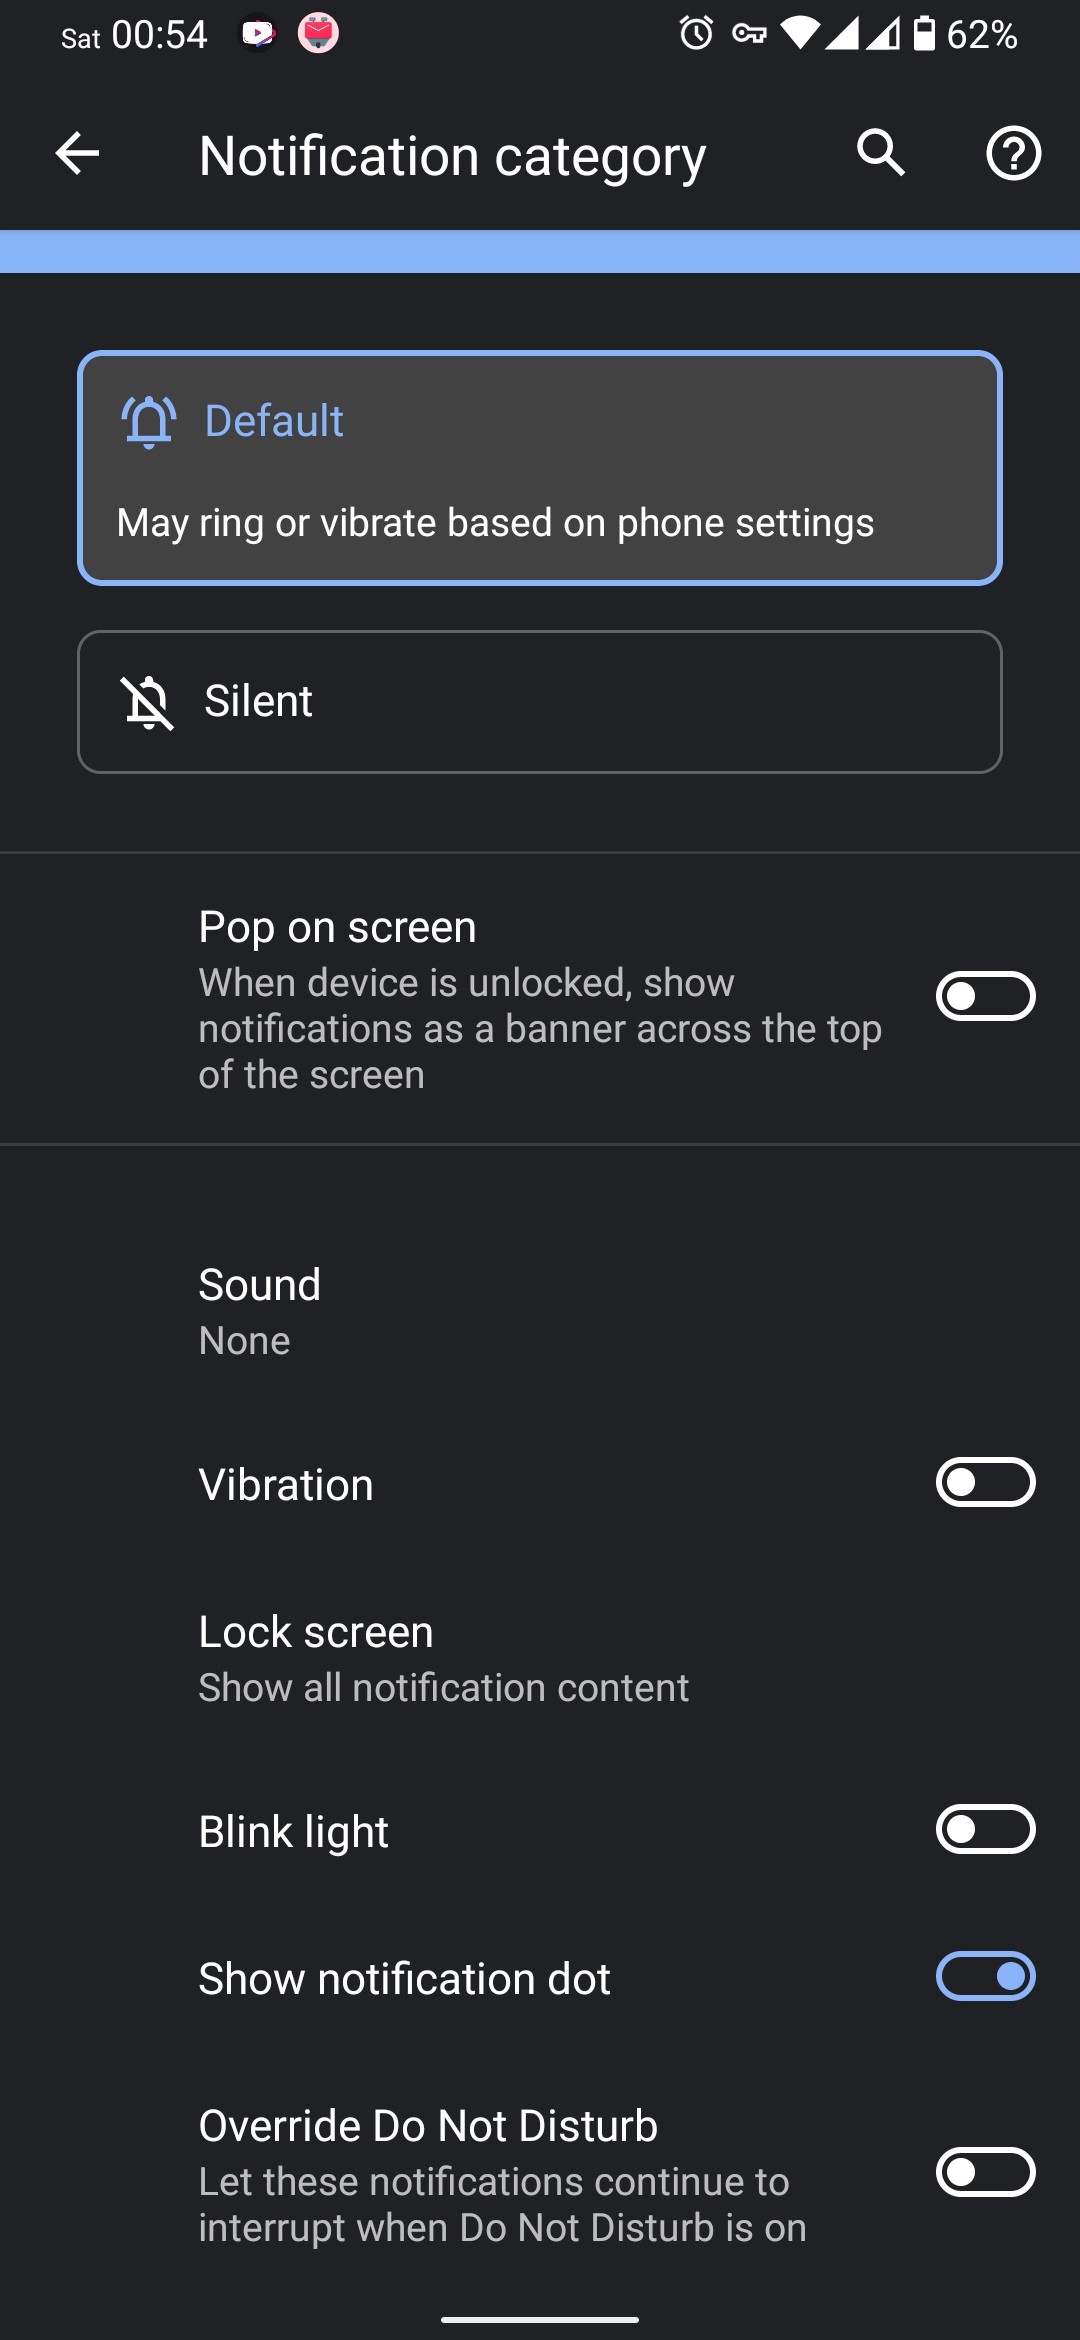 Sat 00:54
62%
Notification category
Default
May ring or vibrate based on phone settings
Silent
Pop on screen
When device is unlocked, show
notifications as a banner across the top
of the screen
Sound
None
Vibration
Lock screen
Show all notification content
Blink light
Show notification dot
Override Do Not Disturb
Let these notifications continue to
interrupt when Do Not Disturb is on